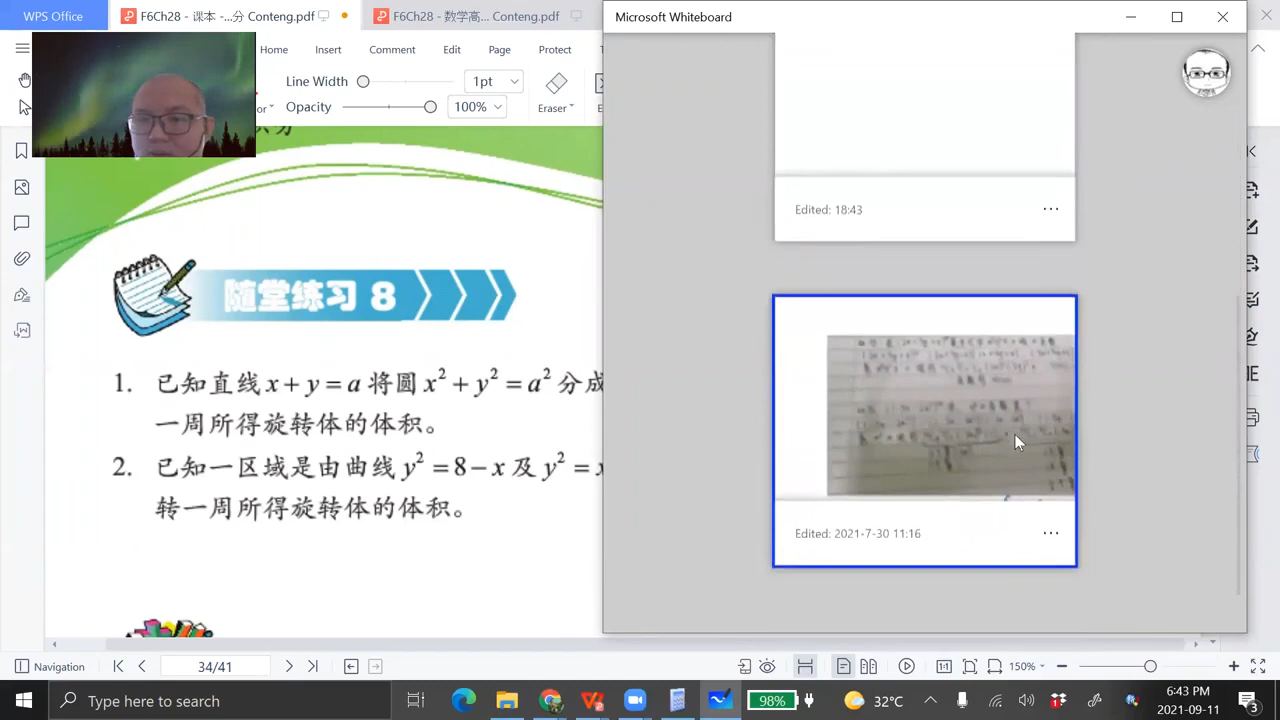 WPS Office
F6Ch28 - 课本 -...分 Conteng.pdf
F6Ch28 - 数学高... Conteng.pdf
Microsoft Whiteboard
Home Insert Comment Edit Page Protect
Line Width 1pt
Opacity 100%
Eraser
随堂练习 8
1. 已知直线 x + y = a 将圆 x² + y² = a² 分成
一周所得旋转体的体积。
2. 已知一区域是由曲线 y² = 8 − x 及 y² =
转一周所得旋转体的体积。
Edited: 18:43
Edited: 2021-7-30 11:16
Navigation
34/41
1:1
150%
Type here to search
98%
32°C
6:43 PM
2021-09-11
3